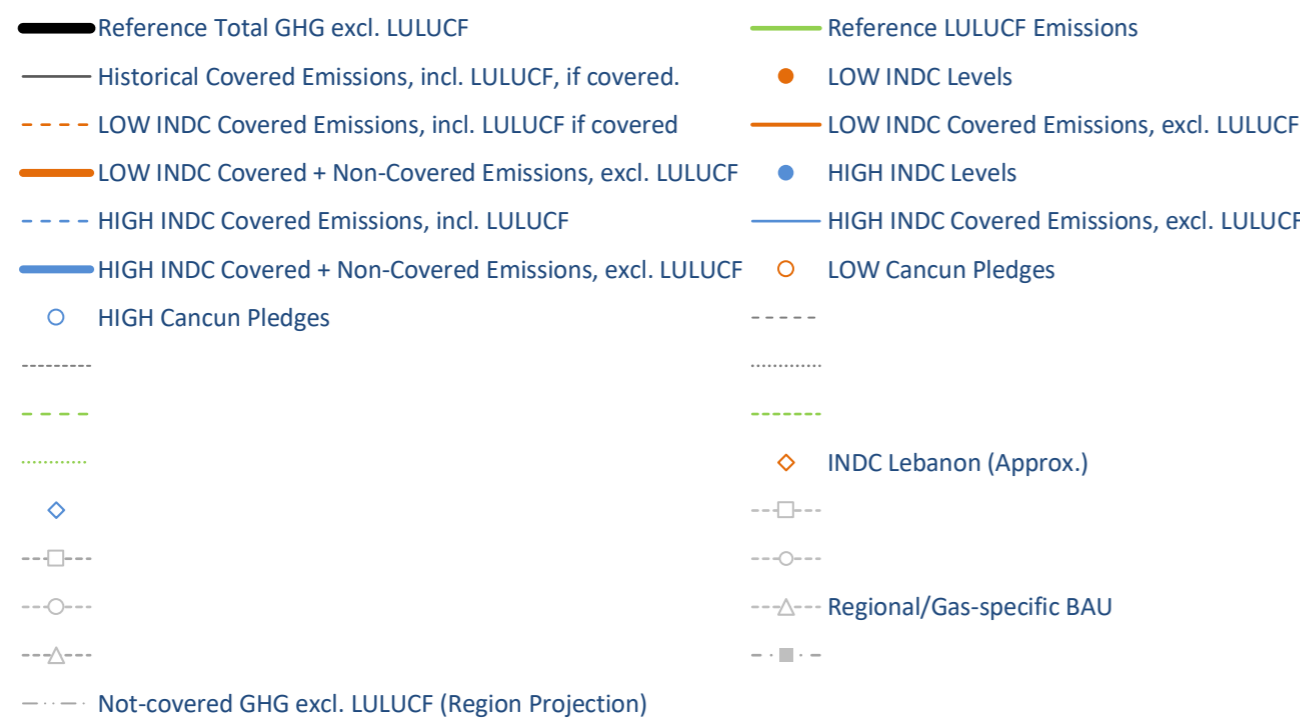 Reference Total GHG excl. LULUCF
Reference LULUCF Emissions
Historical Covered Emissions, incl. LULUCF, if covered.
LOW INDC Levels
LOW INDC Covered Emissions, incl. LULUCF if covered
LOW INDC Covered Emissions, excl. LULUCF
LOW INDC Covered + Non-Covered Emissions, excl. LULUCF
HIGH INDC Levels
HIGH INDC Covered Emissions, incl. LULUCF
HIGH INDC Covered Emissions, excl. LULUCF
HIGH INDC Covered + Non-Covered Emissions, excl. LULUCF
LOW Cancun Pledges
HIGH Cancun Pledges
INDC Lebanon (Approx.)
Regional/Gas-specific BAU
Not-covered GHG excl. LULUCF (Region Projection)